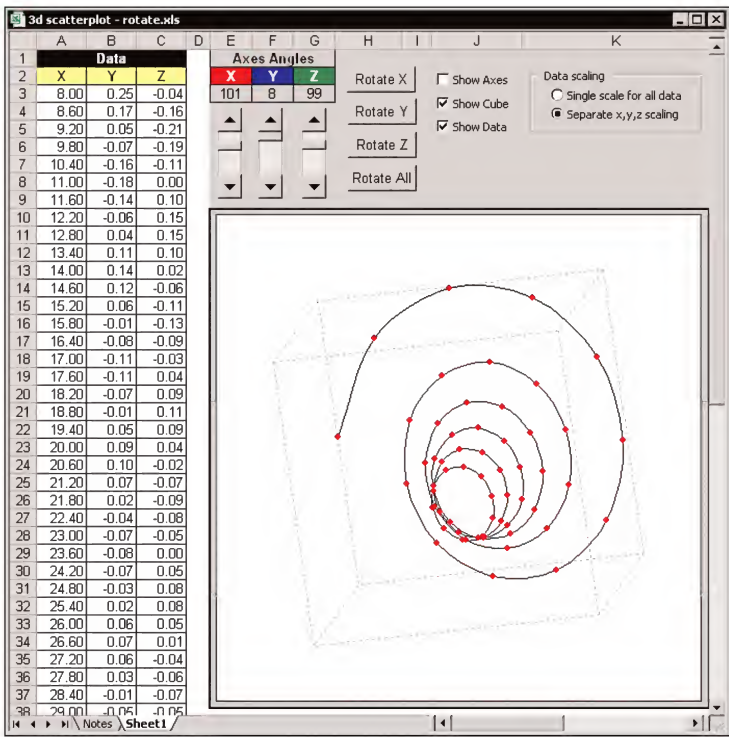 3d scatterplot - rotate.xls
A B C D E F G H I J K
1 Data Axes Angles
2 X Y Z X Y Z
3 8.00 0.25 -0.04 101 8 99
4 8.60 0.17 -0.16
5 9.20 0.05 -0.21
6 9.80 -0.07 -0.19
7 10.40 -0.16 -0.11
8 11.00 -0.18 0.00
9 11.60 -0.14 0.10
10 12.20 -0.06 0.15
11 12.80 0.04 0.15
12 13.40 0.11 0.10
13 14.00 0.14 0.02
14 14.60 0.12 -0.06
15 15.20 0.06 -0.11
16 15.80 -0.01 -0.13
17 16.40 -0.08 -0.09
18 17.00 -0.11 -0.03
19 17.60 -0.11 0.04
20 18.20 -0.07 0.09
21 18.80 -0.01 0.11
22 19.40 0.05 0.09
23 20.00 0.09 0.04
24 20.60 0.10 -0.02
25 21.20 0.07 -0.07
26 21.80 0.02 -0.09
27 22.40 -0.04 -0.08
28 23.00 -0.07 -0.05
29 23.60 -0.08 0.00
30 24.20 -0.07 0.05
31 24.80 -0.03 0.08
32 25.40 0.02 0.08
33 26.00 0.06 0.05
34 26.60 0.07 0.01
35 27.20 0.06 -0.04
36 27.80 0.03 -0.06
37 28.40 -0.01 -0.07
38 29.00 -0.05 -0.05
Rotate X
Rotate Y
Rotate Z
Rotate All
Show Axes
Show Cube
Show Data
Data scaling
Single scale for all data
Separate x,y,z scaling
Notes Sheet1